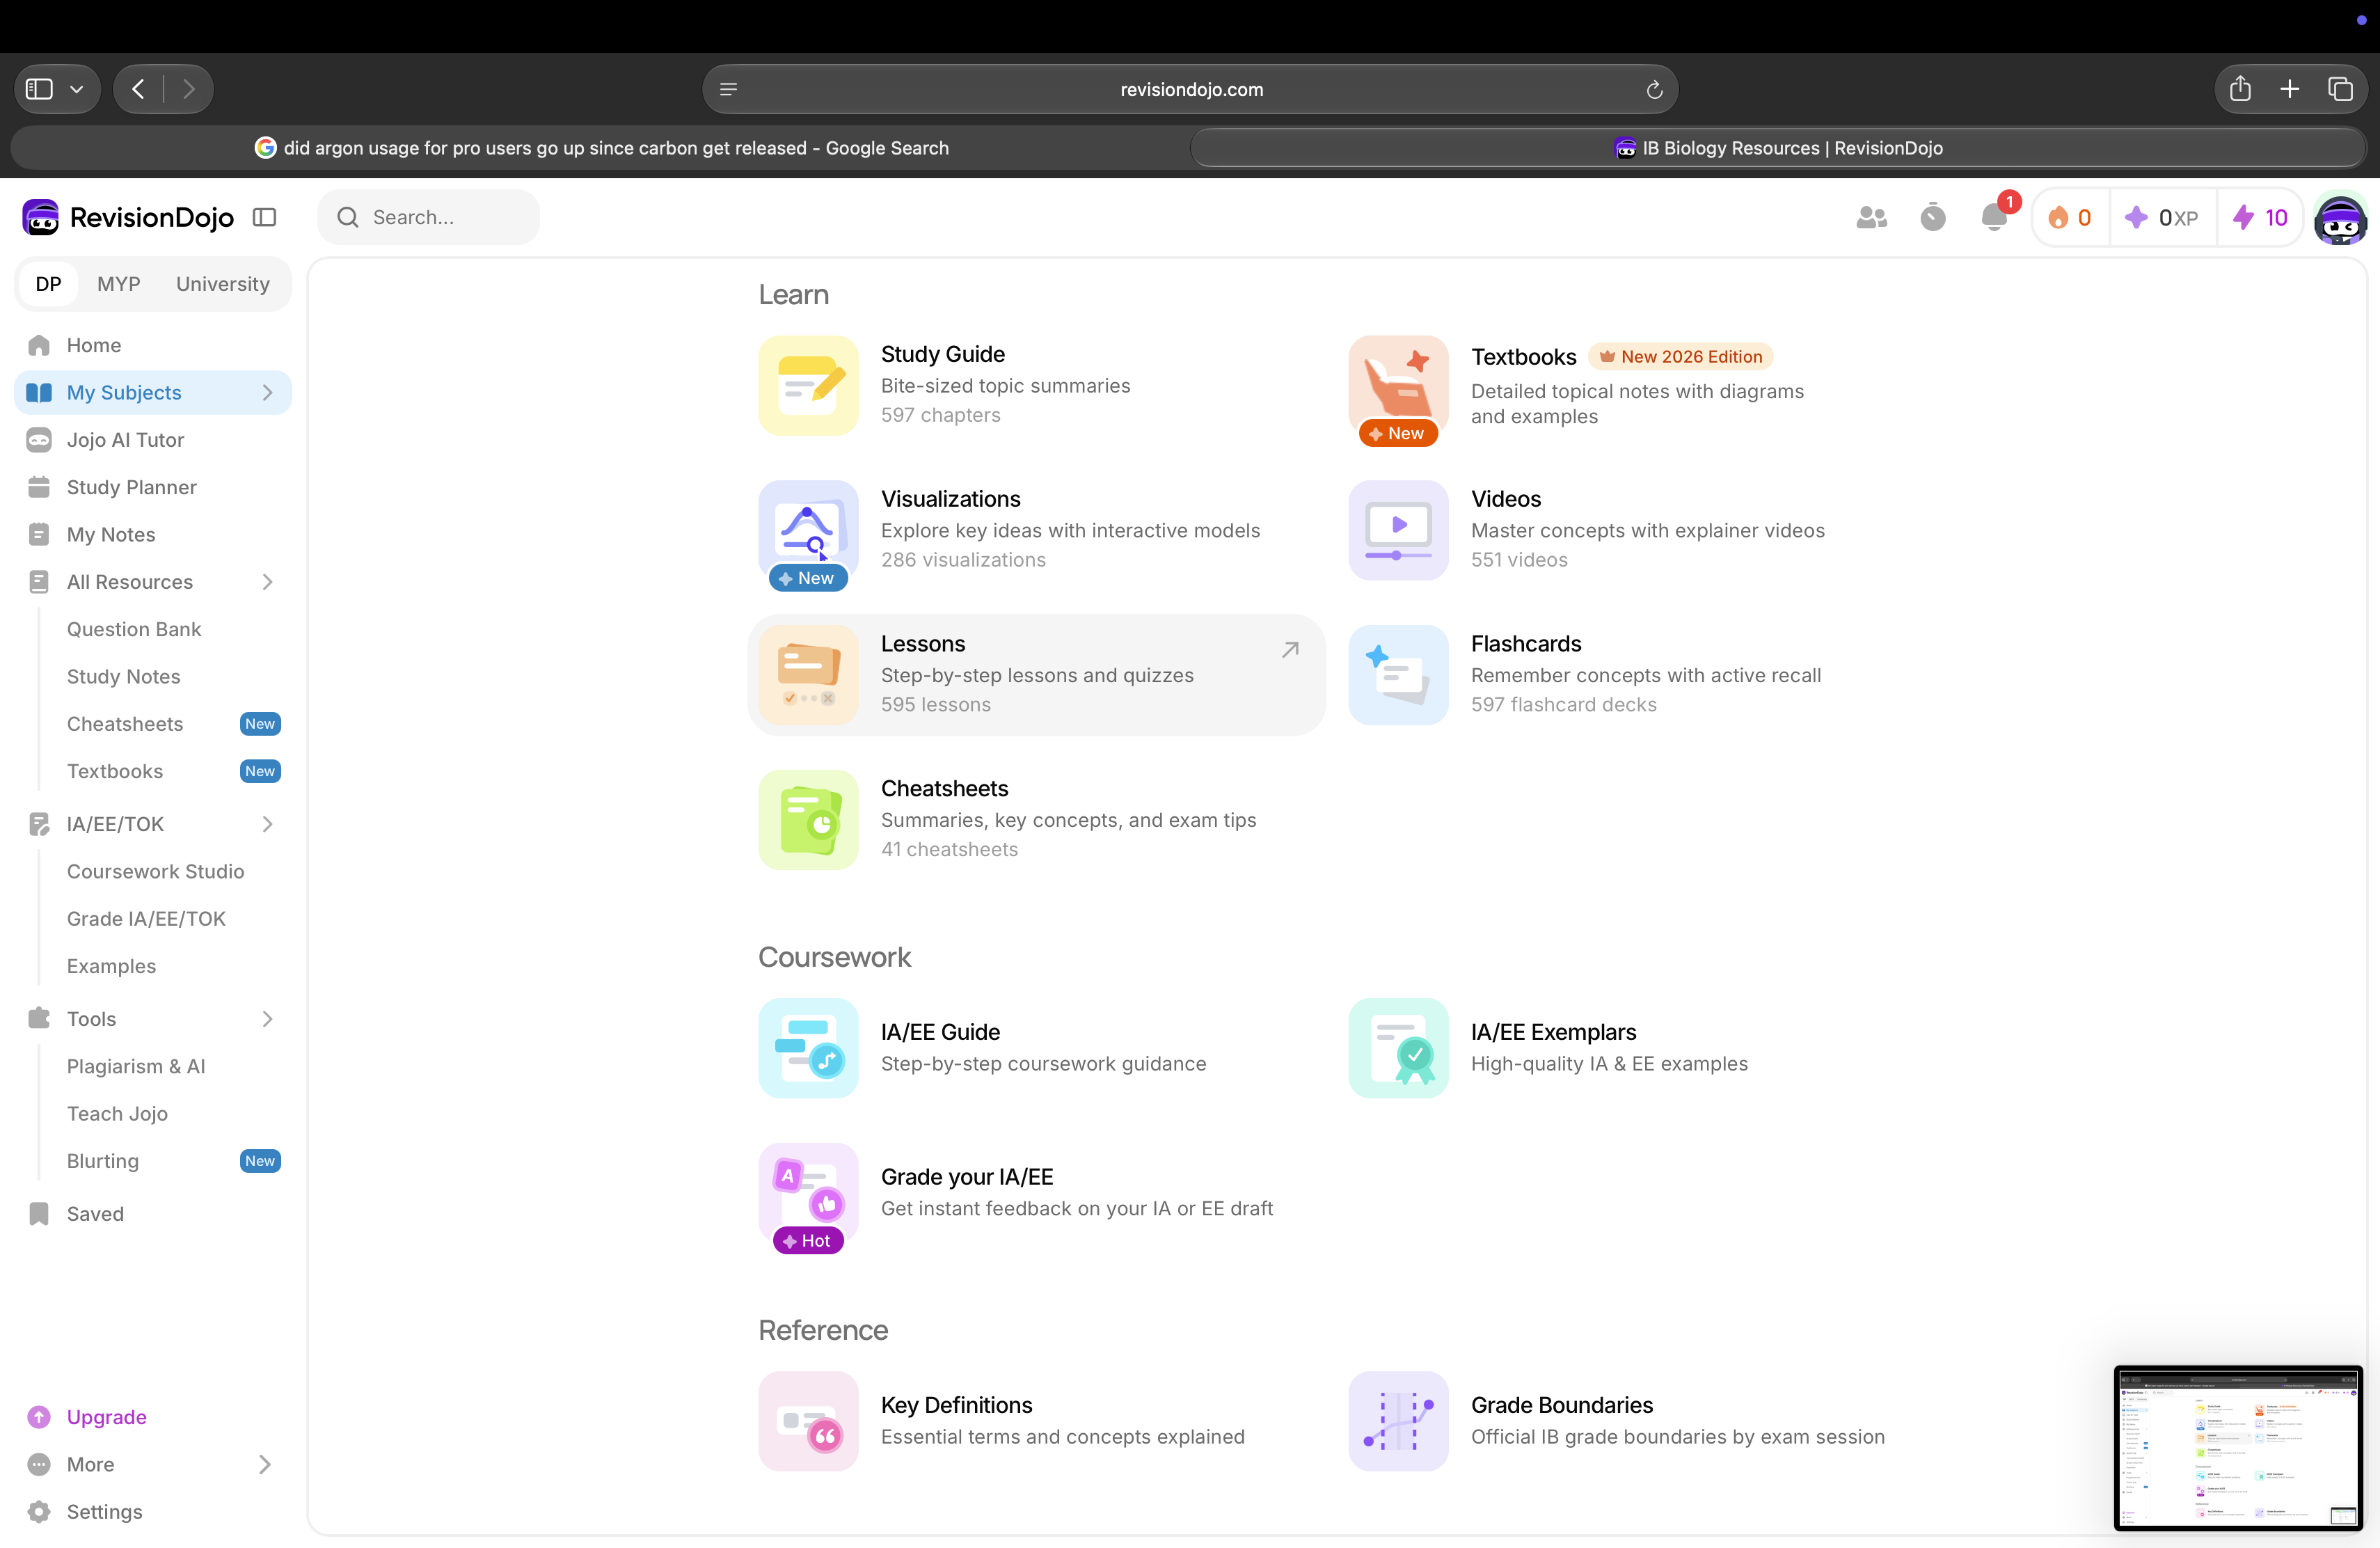 revisiondojo.com
did argon usage for pro users go up since carbon get released - Google Search
IB Biology Resources | RevisionDojo
RevisionDojo
Search...
1
0
0XP
10
DP
MYP
University
Home
My Subjects
Jojo AI Tutor
Study Planner
My Notes
All Resources
Question Bank
Study Notes
Cheatsheets
New
Textbooks
New
IA/EE/TOK
Coursework Studio
Grade IA/EE/TOK
Examples
Tools
Plagiarism & AI
Teach Jojo
Blurting
New
Saved
Upgrade
More
Settings
Learn
Study Guide
Bite-sized topic summaries
597 chapters
Textbooks
New 2026 Edition
Detailed topical notes with diagrams
and examples
New
Visualizations
Explore key ideas with interactive models
286 visualizations
New
Videos
Master concepts with explainer videos
551 videos
Lessons
Step-by-step lessons and quizzes
595 lessons
Flashcards
Remember concepts with active recall
597 flashcard decks
Cheatsheets
Summaries, key concepts, and exam tips
41 cheatsheets
Coursework
IA/EE Guide
Step-by-step coursework guidance
IA/EE Exemplars
High-quality IA & EE examples
A
Grade your IA/EE
Get instant feedback on your IA or EE draft
Hot
Reference
Key Definitions
Essential terms and concepts explained
Grade Boundaries
Official IB grade boundaries by exam session